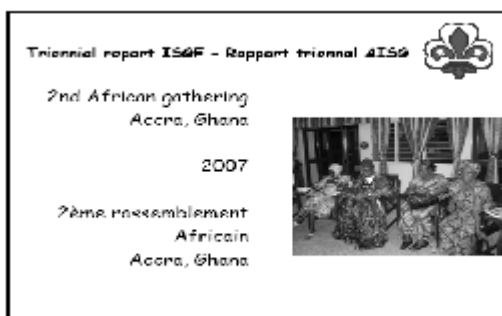 Triennial report ISGF - Rapport triennal AISG
2nd African gathering
Accra, Ghana
2007
2ème rassemblement
Africain
Accra, Ghana